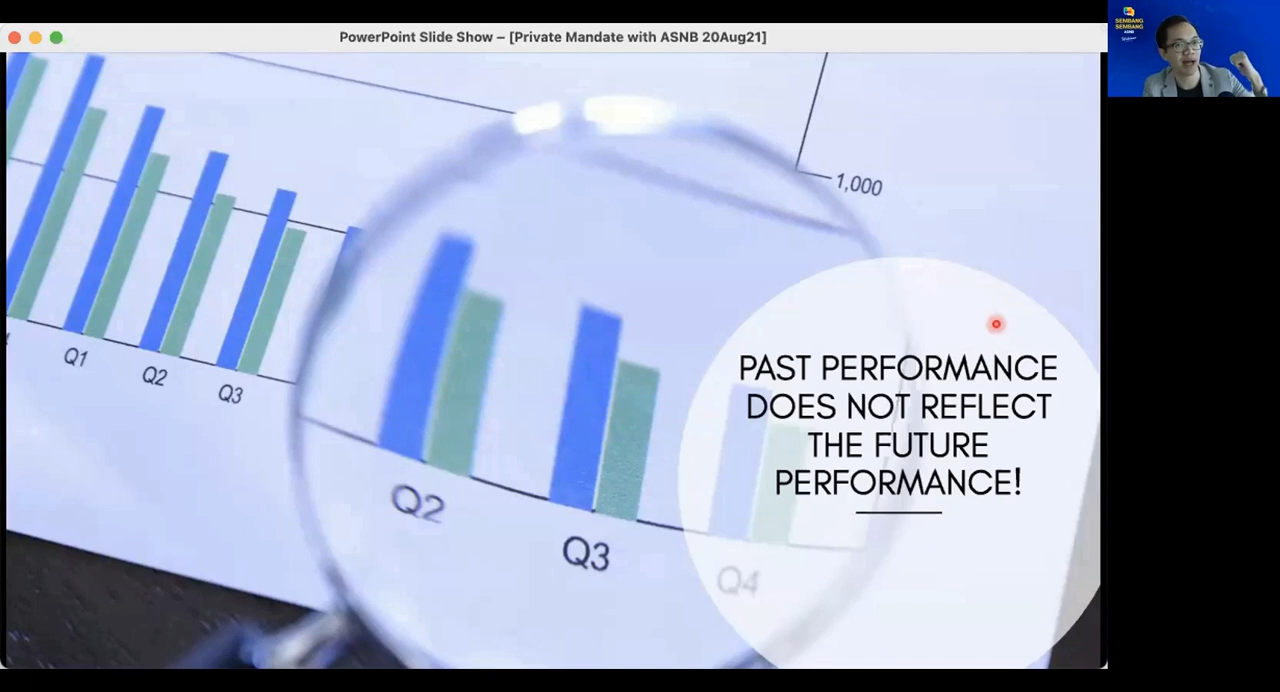 PowerPoint Slide Show – [Private Mandate with ASNB 20Aug21]
SEMBANG
SEMBANG
ASNB
1,000
Q1
Q2
Q3
Q2
Q3
Q4
PAST PERFORMANCE
DOES NOT REFLECT
THE FUTURE
PERFORMANCE!